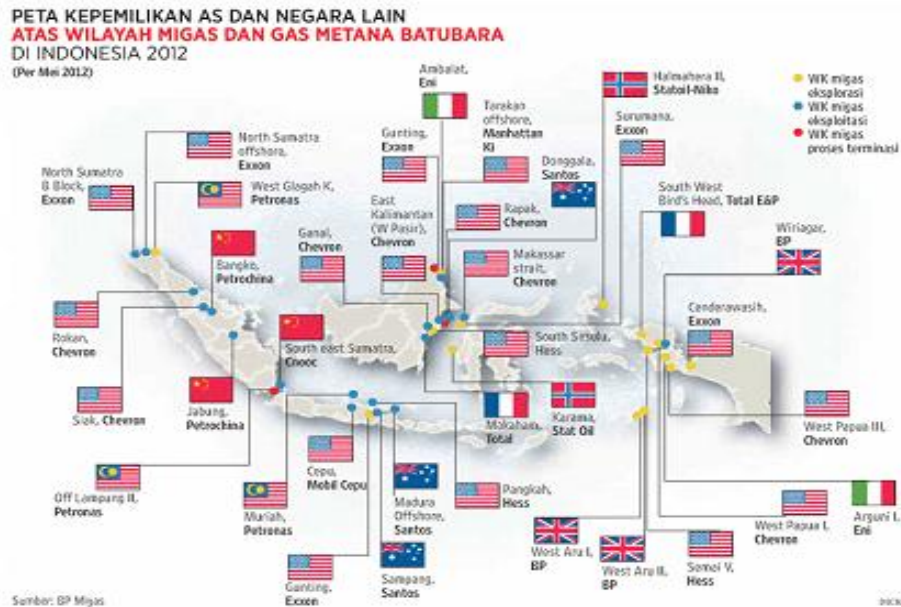 PETA KEPEMILIKAN AS DAN NEGARA LAIN
ATAS WILAYAH MIGAS DAN GAS METANA BATUBARA
DI INDONESIA 2012
(Per Mei 2012)
WK migas
eksplorasi
WK migas
eksploitasi
WK migas
proses terminasi
Ambalat,
Eni
Halmahera II,
Statoil-Niko
Tarakan
offshore,
Manhattan
Ki
Surumana,
Exxon
North Sumatra
offshore,
Exxon
Gunting,
Exxon
Donggala,
Santos
North Sumatra
B Block,
Exxon
West Glagah K,
Petronas
South West
Bird's Head, Total E&P
East
Kalimantan
(W Pasir),
Chevron
Rapak,
Chevron
Wiriagar,
BP
Ganal,
Chevron
Bangko,
Petrochina
Makassar
strait,
Chevron
Cenderawasih,
Exxon
Rokan,
Chevron
South east Sumatra,
Cnooc
South Sesulu,
Hess
Siak, Chevron
Jabung,
Petrochina
Makaham,
Total
Karama,
Stat Oil
West Papua III,
Chevron
Off Lampung II,
Petronas
Muriah,
Petronas
Cepu,
Mobil Cepu
Madura
Offshore,
Santos
Pangkah,
Hess
West Aru I,
BP
West Aru II,
BP
Semai V,
Hess
West Papua I,
Chevron
Arguni I,
Eni
Gunting,
Exxon
Sampang,
Santos
Sumber: BP Migas